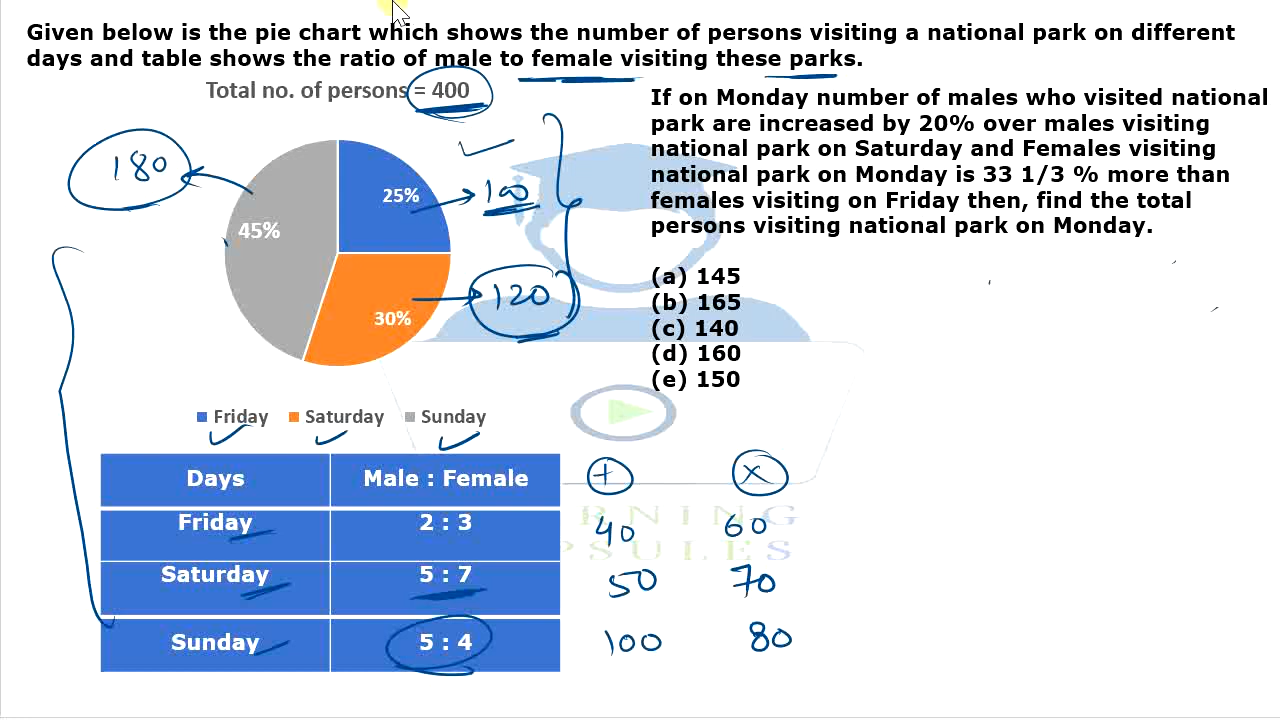 Given below is the pie chart which shows the number of persons visiting a national park on different
days and table shows the ratio of male to female visiting these parks.
Total no. of persons = 400
If on Monday number of males who visited national
park are increased by 20% over males visiting
national park on Saturday and Females visiting
national park on Monday is 33 1/3 % more than
females visiting on Friday then, find the total
persons visiting national park on Monday.
(a) 145
(b) 165
(c) 140
(d) 160
(e) 150
180
25%
100
45%
120
30%
Friday Saturday Sunday
Days Male : Female + x
Friday 2 : 3 40 60
Saturday 5 : 7 50 70
Sunday 5 : 4 100 80
RNING
PSULES